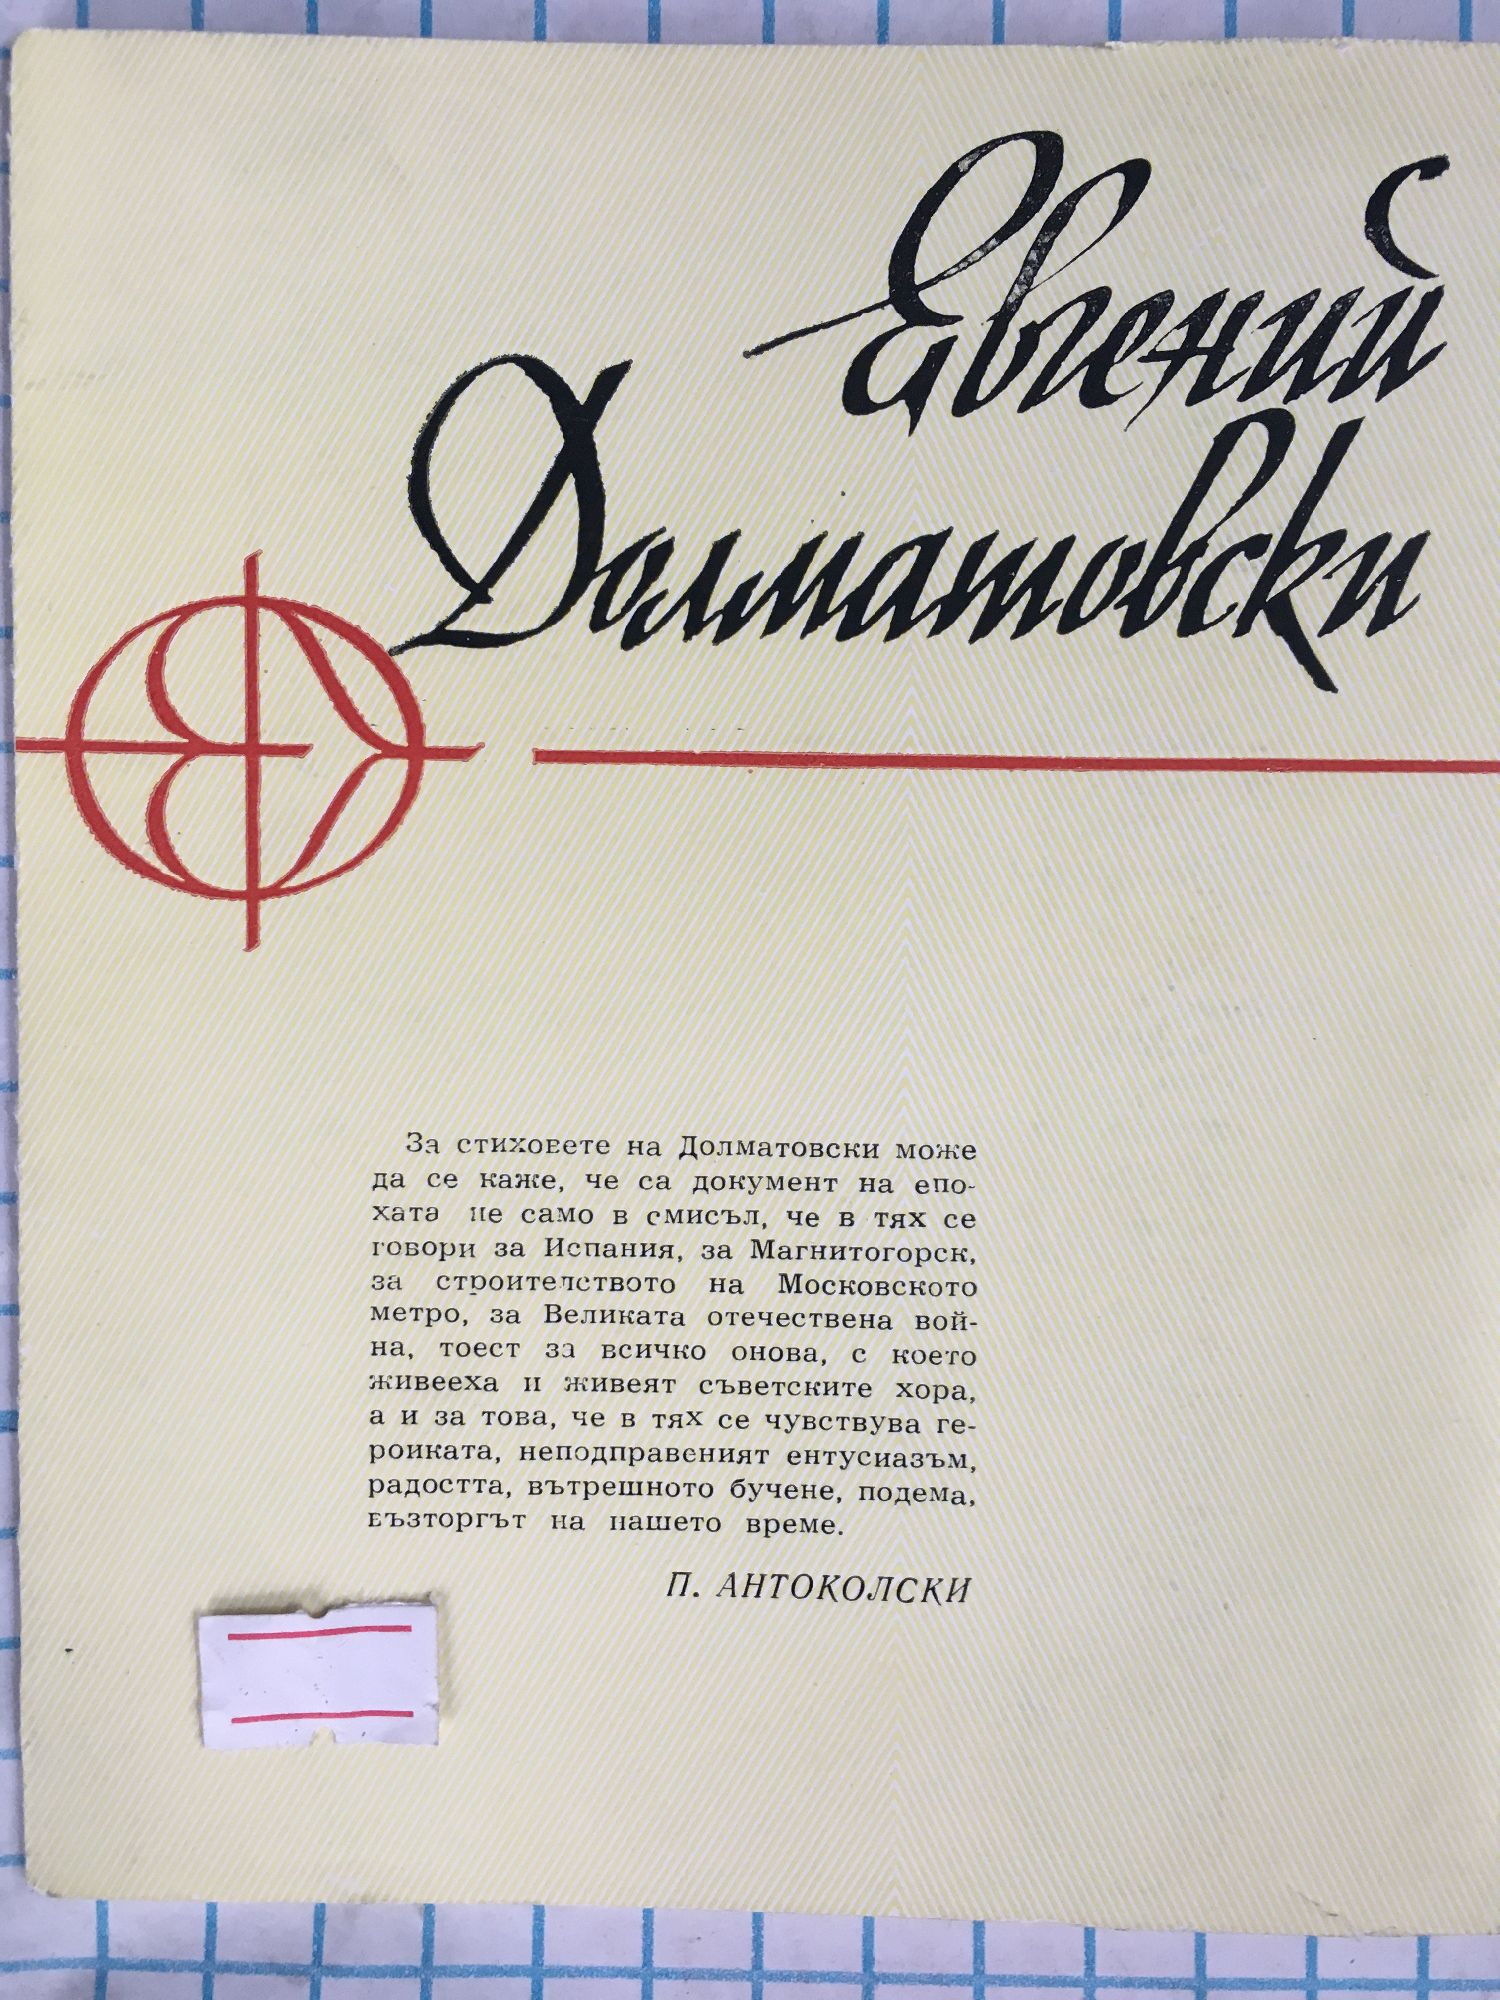 Евгений
Долматовски
За стиховете на Долматовски може
да се каже, че са документ на епо-
хата не само в смисъл, че в тях се
говори за Испания, за Магнитогорск,
за строителството на Московското
метро, за Великата отечествена вой-
на, тоест за всичко онова, с което
живееха и живеят съветските хора,
а и за това, че в тях се чувствува ге-
роиката, неподправеният ентусиазъм,
радостта, вътрешното бучене, подема,
възторгът на нашето време.
П. АНТОКОЛСКИ